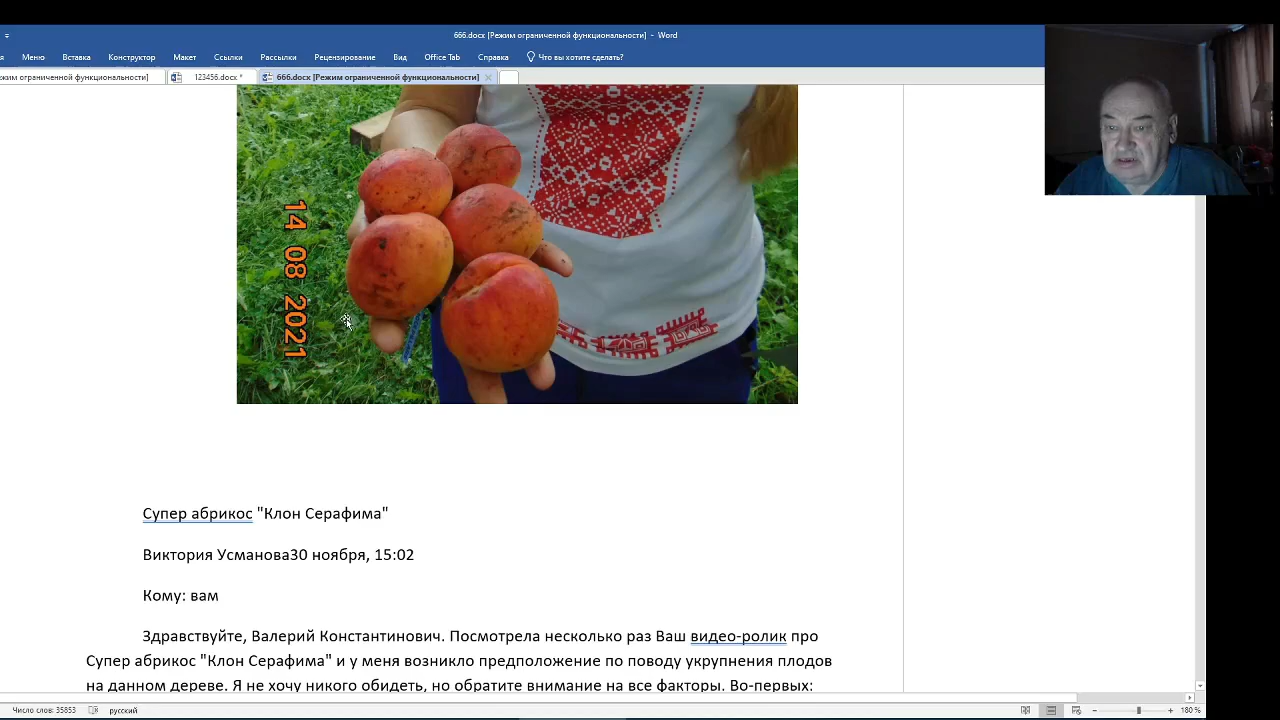 666.docx [Режим ограниченной функциональности] - Word
я Меню Вставка Конструктор Макет Ссылки Рассылки Рецензирование Вид Office Tab Справка Что вы хотите сделать?
жим ограниченной функциональности] 123456.docx * 666.docx [Режим ограниченной функциональности]
14 08 2021
Супер абрикос "Клон Серафима"
Виктория Усманова30 ноября, 15:02
Кому: вам
Здравствуйте, Валерий Константинович. Посмотрела несколько раз Ваш видео-ролик про
Супер абрикос "Клон Серафима" и у меня возникло предположение по поводу укрупнения плодов
на данном дереве. Я не хочу никого обидеть, но обратите внимание на все факторы. Во-первых:
Число слов: 35853 русский 180 %